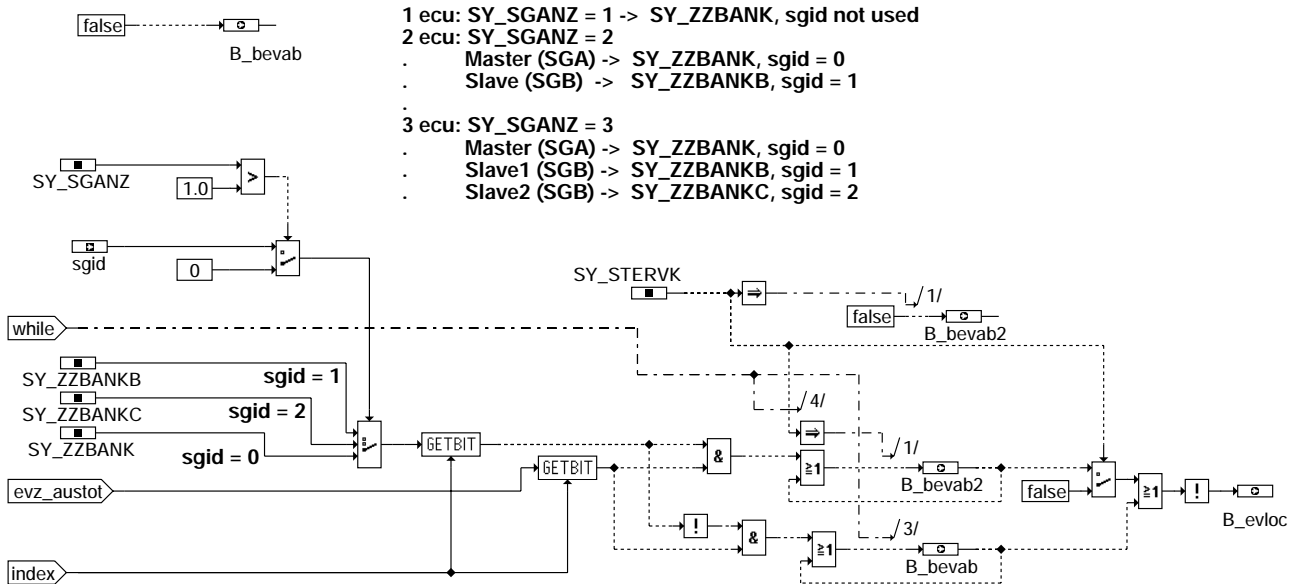 false
B_bevab
1 ecu: SY_SGANZ = 1 -> SY_ZZBANK, sgid not used
2 ecu: SY_SGANZ = 2
. Master (SGA) -> SY_ZZBANK, sgid = 0
. Slave (SGB) -> SY_ZZBANKB, sgid = 1
.
3 ecu: SY_SGANZ = 3
. Master (SGA) -> SY_ZZBANK, sgid = 0
. Slave1 (SGB) -> SY_ZZBANKB, sgid = 1
. Slave2 (SGB) -> SY_ZZBANKC, sgid = 2
SY_SGANZ
1.0
>
sgid
0
SY_STERVK
⇒
/1/
false
B_bevab2
while
SY_ZZBANKB
sgid = 1
SY_ZZBANKC
sgid = 2
SY_ZZBANK
sgid = 0
GETBIT
evz_austot
GETBIT
index
/4/
⇒
/1/
&
≥1
B_bevab2
false
≥1
!
B_evloc
/3/
!
&
≥1
B_bevab